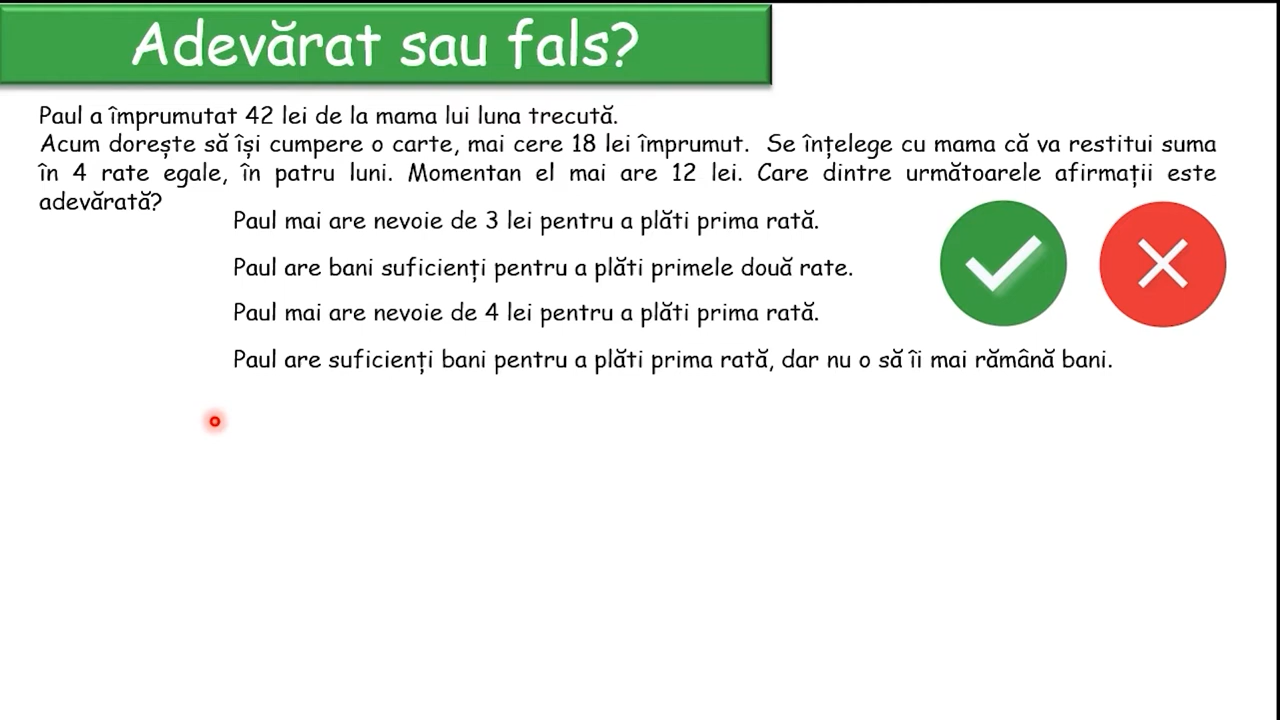 Adevărat sau fals?
Paul a împrumutat 42 lei de la mama lui luna trecută.
Acum dorește să își cumpere o carte, mai cere 18 lei împrumut. Se înțelege cu mama că va restitui suma
în 4 rate egale, în patru luni. Momentan el mai are 12 lei. Care dintre următoarele afirmații este
adevărată?
Paul mai are nevoie de 3 lei pentru a plăti prima rată.
Paul are bani suficienți pentru a plăti primele două rate.
Paul mai are nevoie de 4 lei pentru a plăti prima rată.
Paul are suficienți bani pentru a plăti prima rată, dar nu o să îi mai rămână bani.